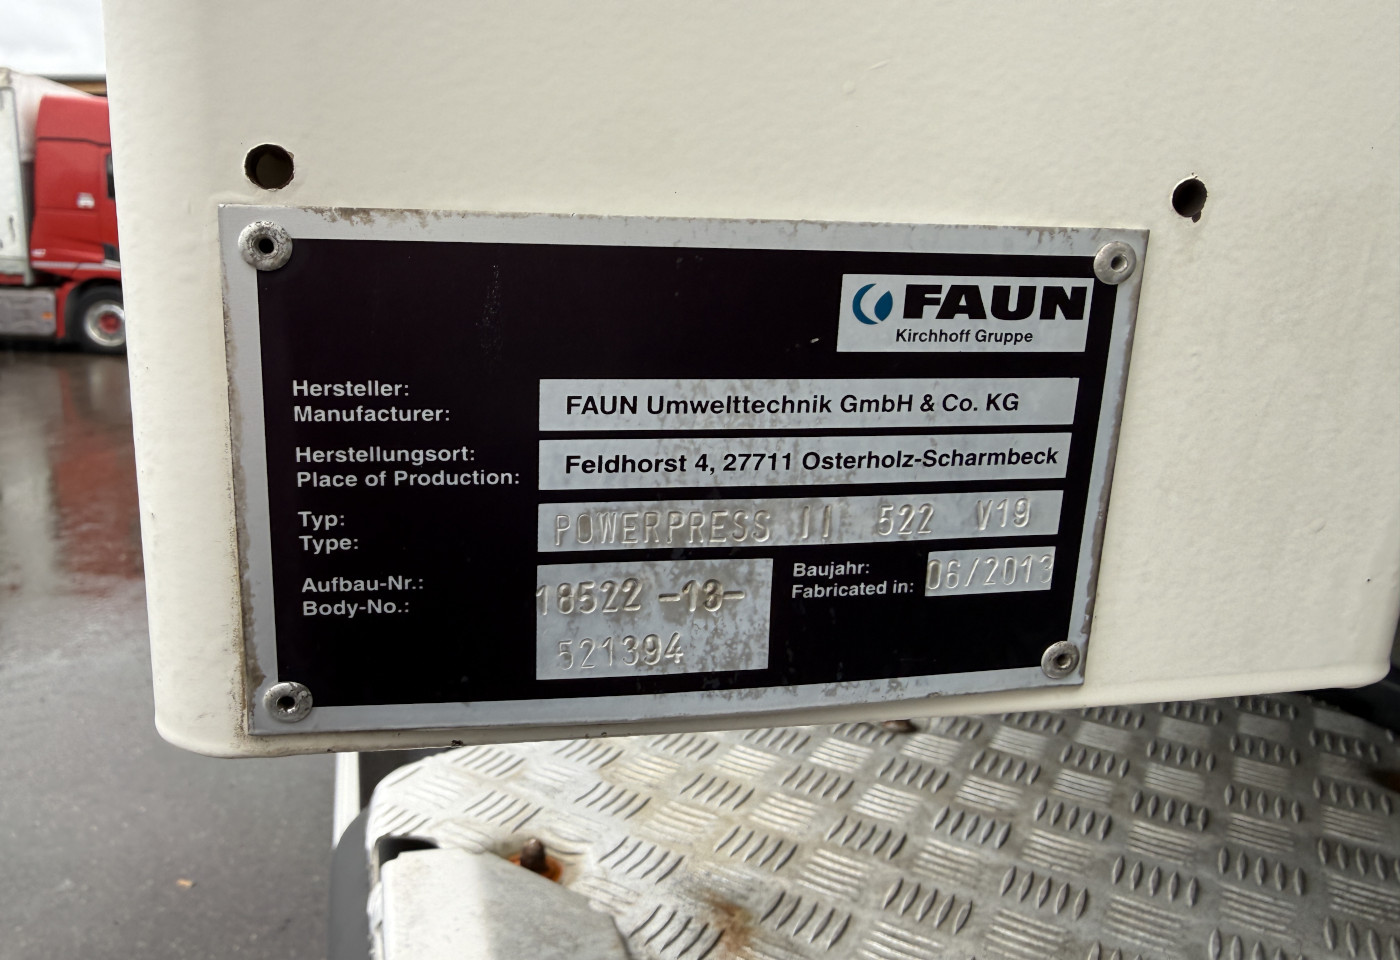 FAUN
Kirchhoff Gruppe
Hersteller:
Manufacturer:
FAUN Umwelttechnik GmbH & Co. KG
Herstellungsort:
Place of Production:
Feldhorst 4, 27711 Osterholz-Scharmbeck
Typ:
Type:
POWERPRESS II 522 V19
Aufbau-Nr.:
Body-No.:
18522 -13-
521394
Baujahr:
Fabricated in:
06/2013